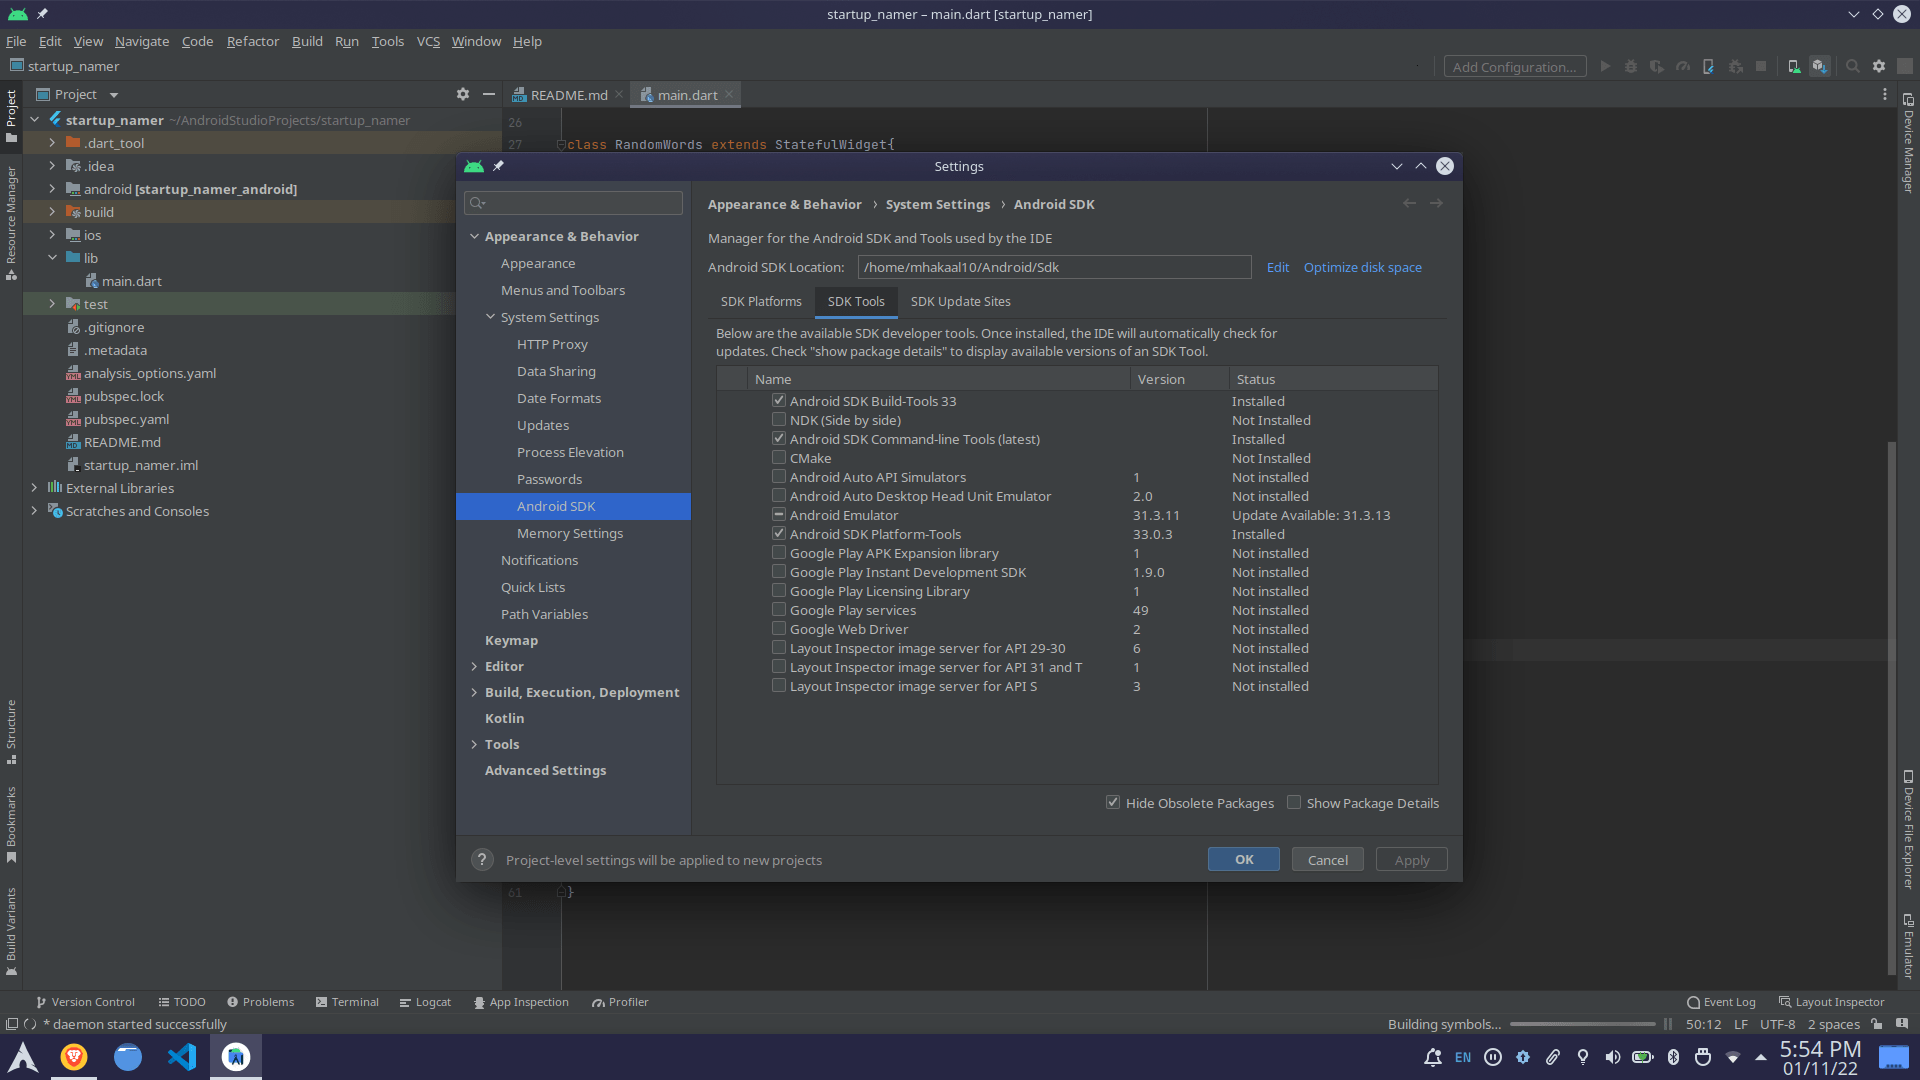 startup_namer – main.dart [startup_namer]
File Edit View Navigate Code Refactor Build Run Tools VCS Window Help
startup_namer
Add Configuration...
Project
README.md
main.dart
Project
Resource Manager
Structure
Bookmarks
Build Variants
startup_namer ~/AndroidStudioProjects/startup_namer
.dart_tool
.idea
android [startup_namer_android]
build
ios
lib
main.dart
test
.gitignore
.metadata
analysis_options.yaml
pubspec.lock
pubspec.yaml
README.md
startup_namer.iml
External Libraries
Scratches and Consoles
26
27 class RandomWords extends StatefulWidget{
Settings
Appearance & Behavior
Appearance
Menus and Toolbars
System Settings
HTTP Proxy
Data Sharing
Date Formats
Updates
Process Elevation
Passwords
Android SDK
Memory Settings
Notifications
Quick Lists
Path Variables
Keymap
Editor
Build, Execution, Deployment
Kotlin
Tools
Advanced Settings
Appearance & Behavior › System Settings › Android SDK
Manager for the Android SDK and Tools used by the IDE
Android SDK Location: /home/mhakaal10/Android/Sdk Edit Optimize disk space
SDK Platforms SDK Tools SDK Update Sites
Below are the available SDK developer tools. Once installed, the IDE will automatically check for
updates. Check "show package details" to display available versions of an SDK Tool.
Name Version Status
Android SDK Build-Tools 33 Installed
NDK (Side by side) Not Installed
Android SDK Command-line Tools (latest) Installed
CMake Not Installed
Android Auto API Simulators 1 Not installed
Android Auto Desktop Head Unit Emulator 2.0 Not installed
Android Emulator 31.3.11 Update Available: 31.3.13
Android SDK Platform-Tools 33.0.3 Installed
Google Play APK Expansion library 1 Not installed
Google Play Instant Development SDK 1.9.0 Not installed
Google Play Licensing Library 1 Not installed
Google Play services 49 Not installed
Google Web Driver 2 Not installed
Layout Inspector image server for API 29-30 6 Not installed
Layout Inspector image server for API 31 and T 1 Not installed
Layout Inspector image server for API S 3 Not installed
Hide Obsolete Packages Show Package Details
? Project-level settings will be applied to new projects
OK Cancel Apply
61 }
Device Manager
Device File Explorer
Emulator
Version Control TODO Problems Terminal Logcat App Inspection Profiler Event Log Layout Inspector
* daemon started successfully Building symbols... 50:12 LF UTF-8 2 spaces
EN
5:54 PM
01/11/22